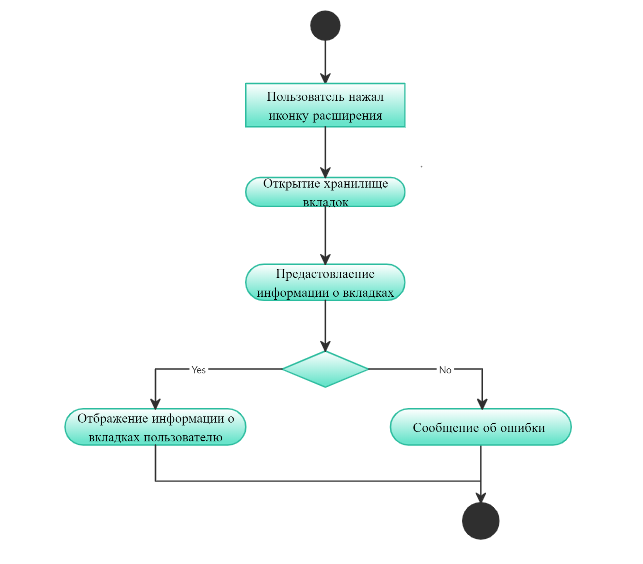 Пользователь нажал
иконку расширения
Открытие хранилище
вкладок
Предастовлаение
информации о вкладках
Yes
No
Отбражение информации о
вкладках пользователю
Сообщение об ошибки